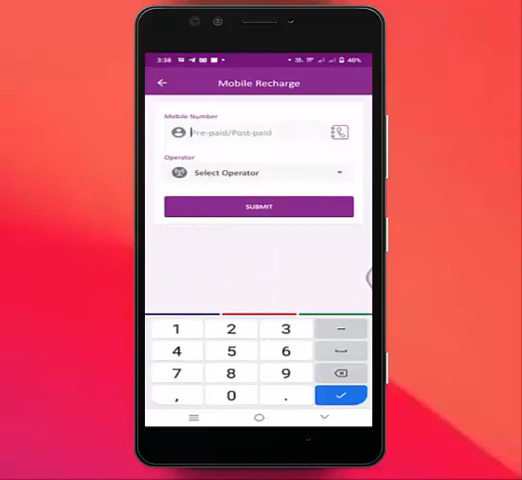 3:38
40%
Mobile Recharge
Mobile Number
Pre-paid/Post-paid
Operator
Select Operator
SUBMIT
1 2 3 –
4 5 6
7 8 9
, 0 .